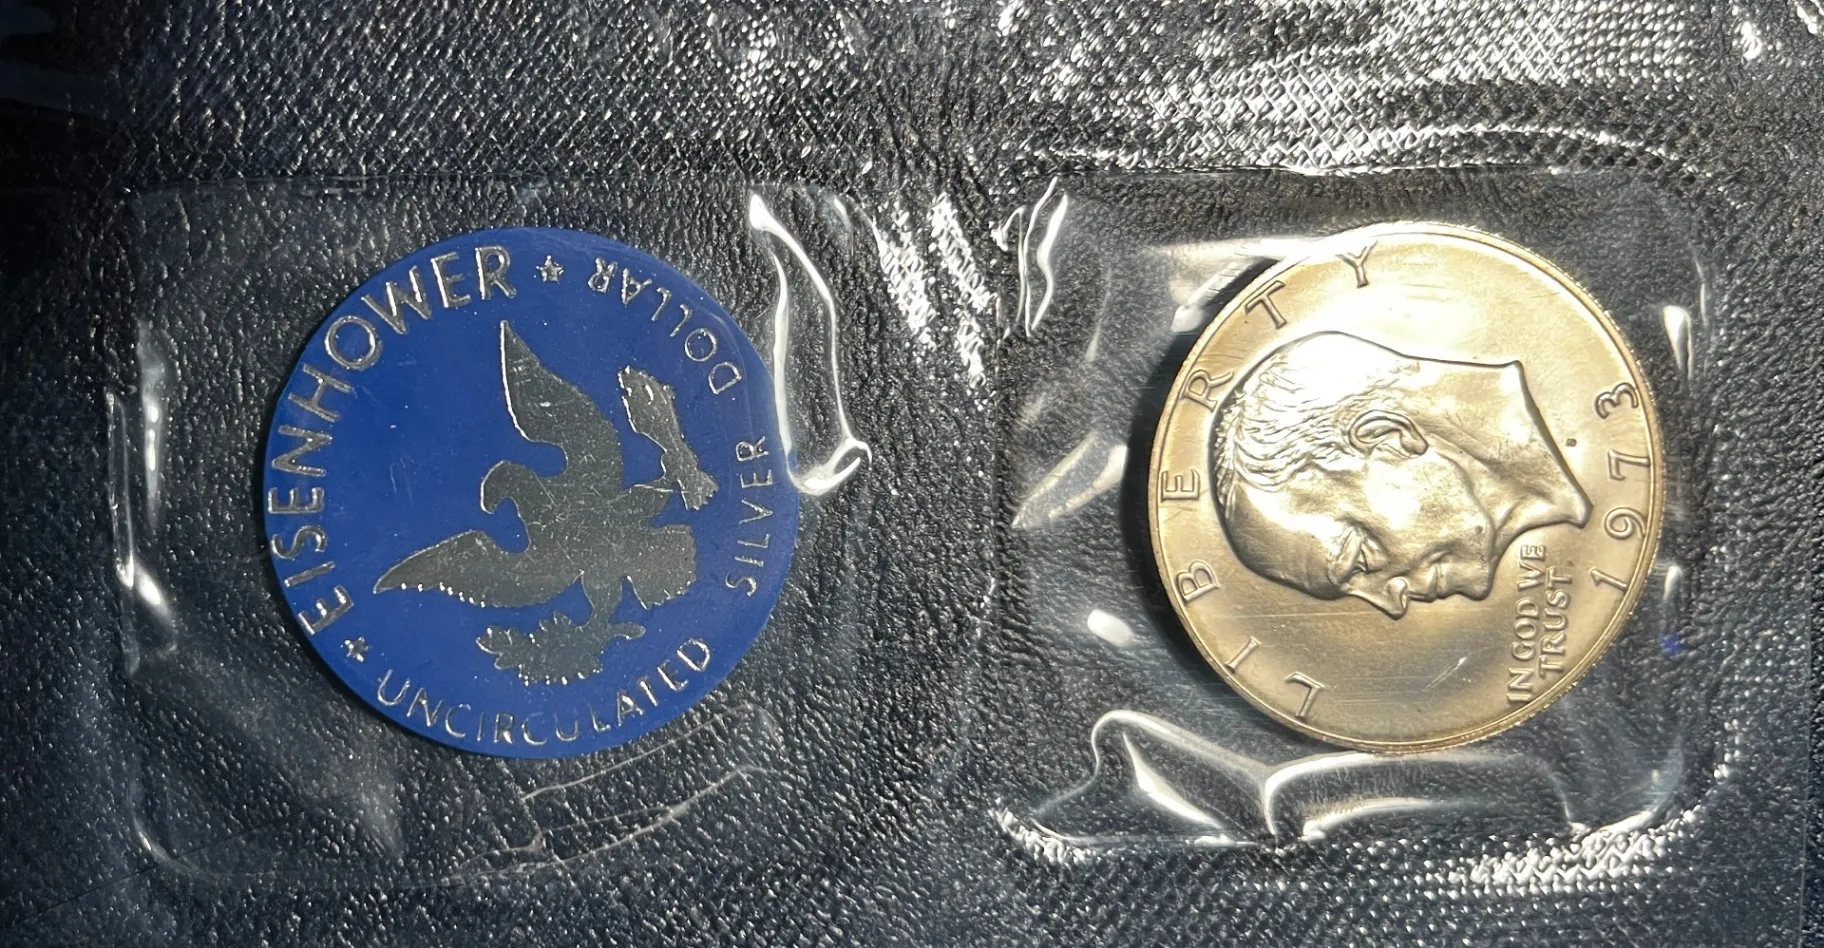 ★ EISENHOWER ★
UNCIRCULATED SILVER DOLLAR
LIBERTY
IN GOD WE
TRUST
1973